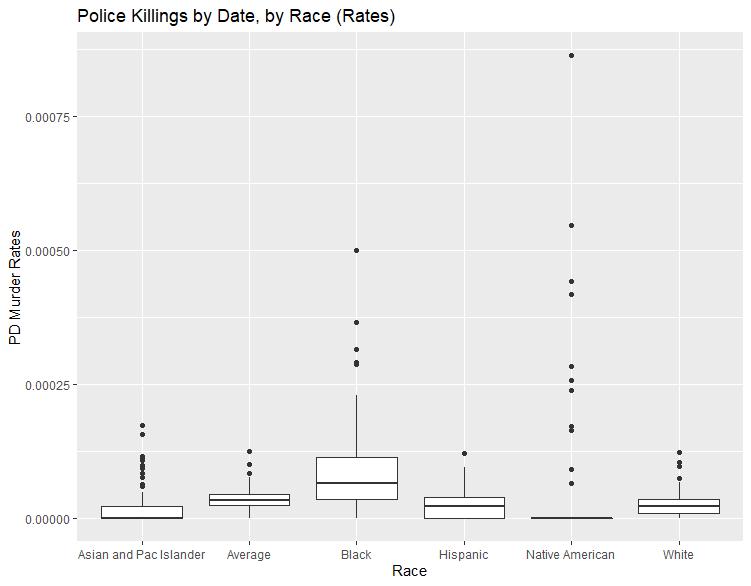 Police Killings by Date, by Race (Rates)
PD Murder Rates
0.00075
0.00050
0.00025
0.00000
Asian and Pac Islander Average Black Hispanic Native American White
Race